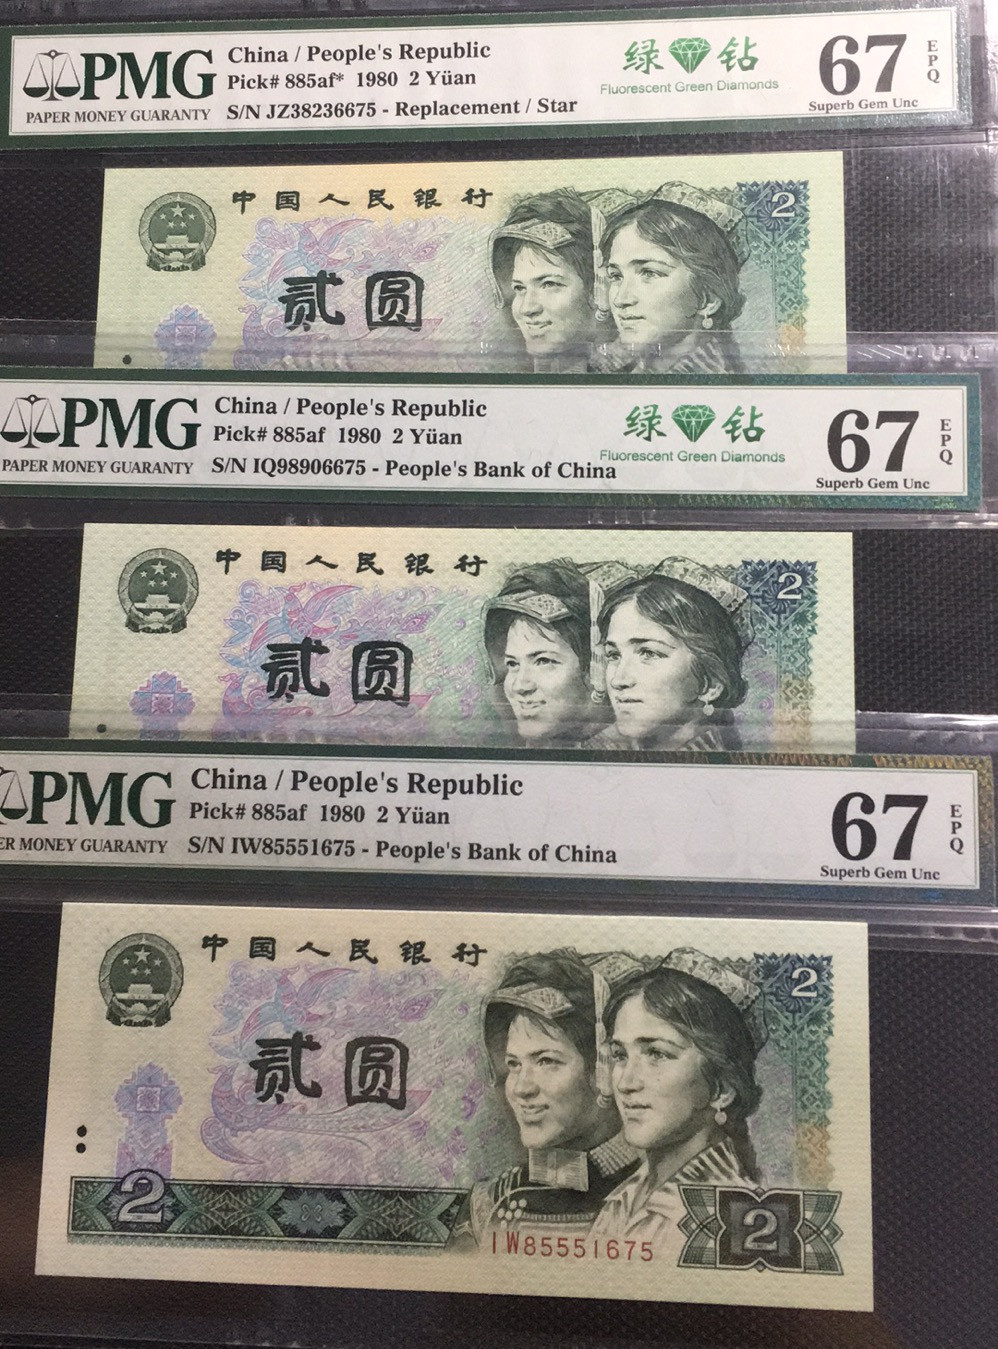 PMG
PAPER MONEY GUARANTY
China / People's Republic
Pick# 885af* 1980 2 Yüan
S/N JZ38236675 - Replacement / Star
绿钻
Fluorescent Green Diamonds
67
EPQ
Superb Gem Unc
中国人民银行
2
贰圆
PMG
PAPER MONEY GUARANTY
China / People's Republic
Pick# 885af 1980 2 Yüan
S/N IQ98906675 - People's Bank of China
绿钻
Fluorescent Green Diamonds
67
EPQ
Superb Gem Unc
中国人民银行
2
贰圆
PMG
ER MONEY GUARANTY
China / People's Republic
Pick# 885af 1980 2 Yüan
S/N IW85551675 - People's Bank of China
67
EPQ
Superb Gem Unc
中国人民银行
2
贰圆
2
IW85551675
2